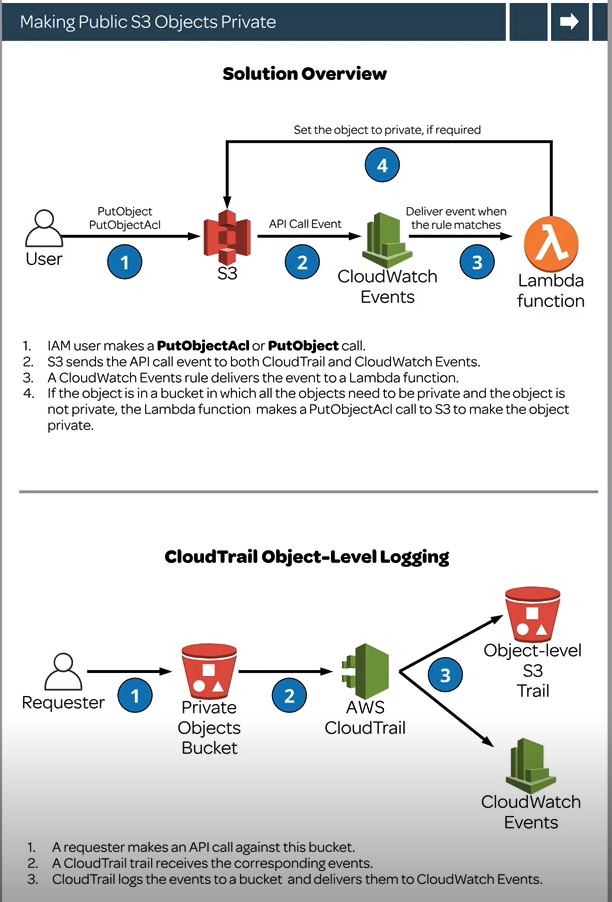 Making Public S3 Objects Private
Solution Overview
Set the object to private, if required
4
PutObject
PutObjectAcl
API Call Event
Deliver event when
the rule matches
User
1
S3
2
CloudWatch
Events
3
Lambda
function
1. IAM user makes a PutObjectAcl or PutObject call.
2. S3 sends the API call event to both CloudTrail and CloudWatch Events.
3. A CloudWatch Events rule delivers the event to a Lambda function.
4. If the object is in a bucket in which all the objects need to be private and the object is
not private, the Lambda function makes a PutObjectAcl call to S3 to make the object
private.
CloudTrail Object-Level Logging
Requester
1
Private
Objects
Bucket
2
AWS
CloudTrail
3
Object-level
S3
Trail
CloudWatch
Events
1. A requester makes an API call against this bucket.
2. A CloudTrail trail receives the corresponding events.
3. CloudTrail logs the events to a bucket and delivers them to CloudWatch Events.